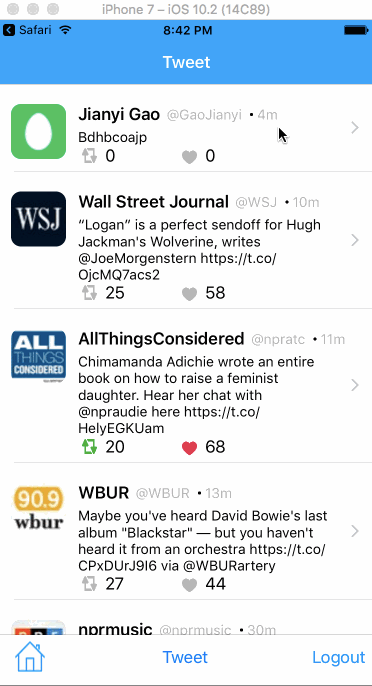 iPhone 7 – iOS 10.2 (14C89)
Safari 8:42 PM
Tweet
Jianyi Gao @GaoJianyi • 4m
Bdhbcoajp
0 0
WSJ
Wall Street Journal @WSJ • 10m
“Logan” is a perfect sendoff for Hugh
Jackman's Wolverine, writes
@JoeMorgenstern https://t.co/
OjcMQ7acs2
25 58
ALL
THINGS
CONSIDERED
AllThingsConsidered @npratc • 11m
Chimamanda Adichie wrote an entire
book on how to raise a feminist
daughter. Hear her chat with
@npraudie here https://t.co/
HelyEGKUam
20 68
90.9
wbur
WBUR @WBUR • 13m
Maybe you've heard David Bowie's last
album "Blackstar" — but you haven't
heard it from an orchestra https://t.co/
CPxDUrJ9I6 via @WBURartery
27 44
nprmusic @nprmusic • 30m
Tweet Logout